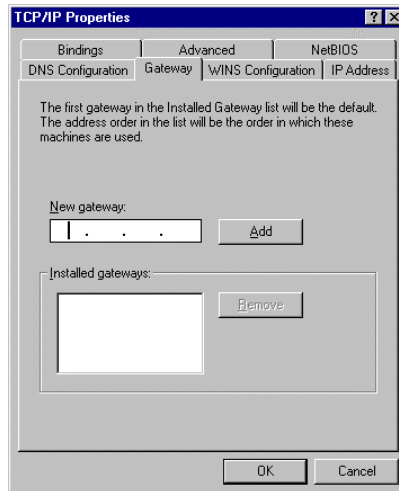 TCP/IP Properties
Bindings Advanced NetBIOS
DNS Configuration Gateway WINS Configuration IP Address
The first gateway in the Installed Gateway list will be the default.
The address order in the list will be the order in which these
machines are used.
New gateway:
. . . Add
Installed gateways:
Remove
OK Cancel